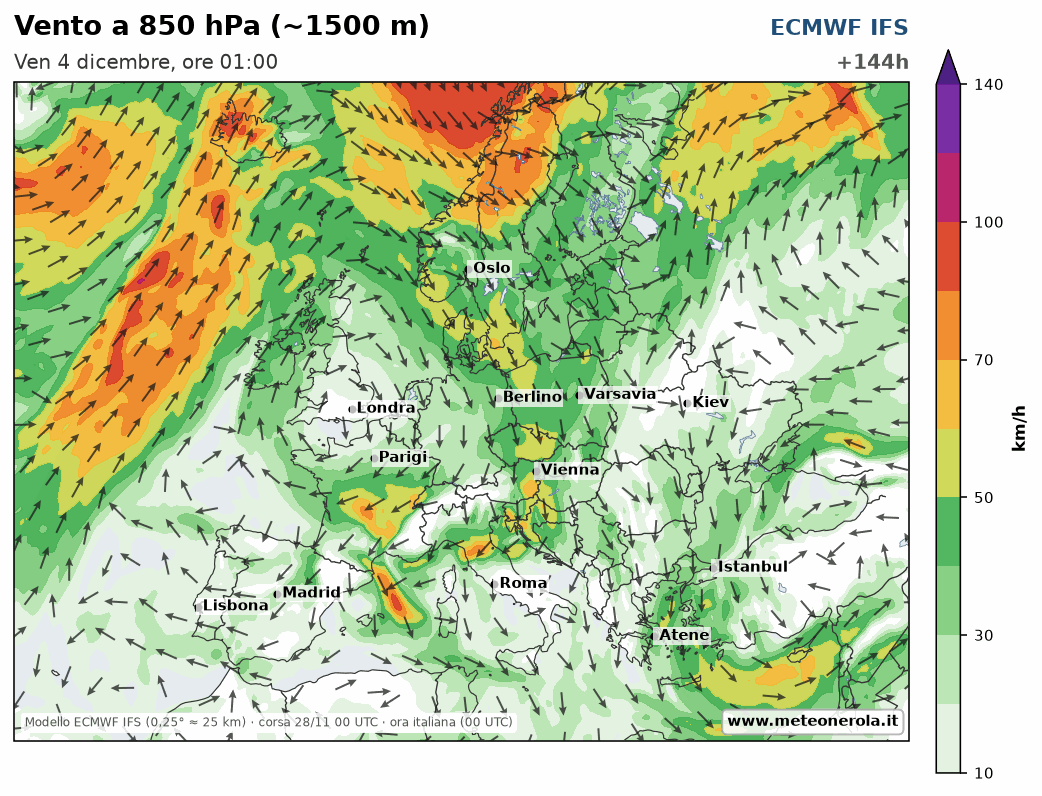 Vento a 850 hPa (~1500 m)
ECMWF IFS
Ven 4 dicembre, ore 01:00
+144h
140
100
70
50
30
10
km/h
Oslo
Berlino
Varsavia
Kiev
Londra
Parigi
Vienna
Istanbul
Roma
Madrid
Lisbona
Atene
Modello ECMWF IFS (0,25° ≈ 25 km) · corsa 28/11 00 UTC · ora italiana (00 UTC)
www.meteonerola.it